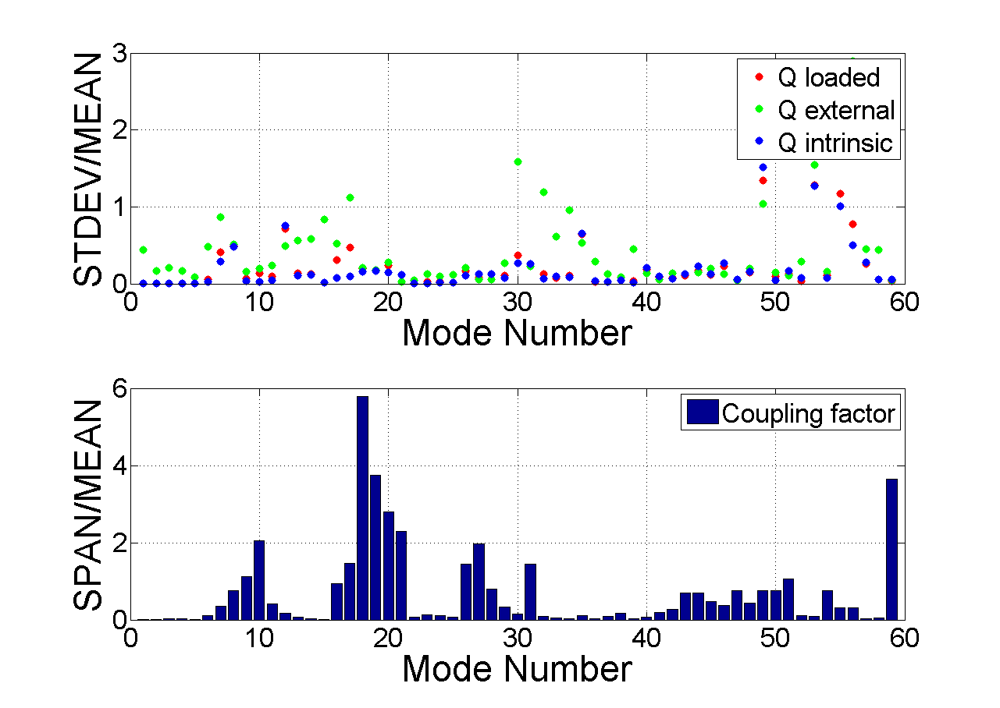 STDEV/MEAN
3
2
1
0
Q loaded
Q external
Q intrinsic
0 10 20 30 40 50 60
Mode Number
SPAN/MEAN
6
4
2
0
Coupling factor
0 10 20 30 40 50 60
Mode Number